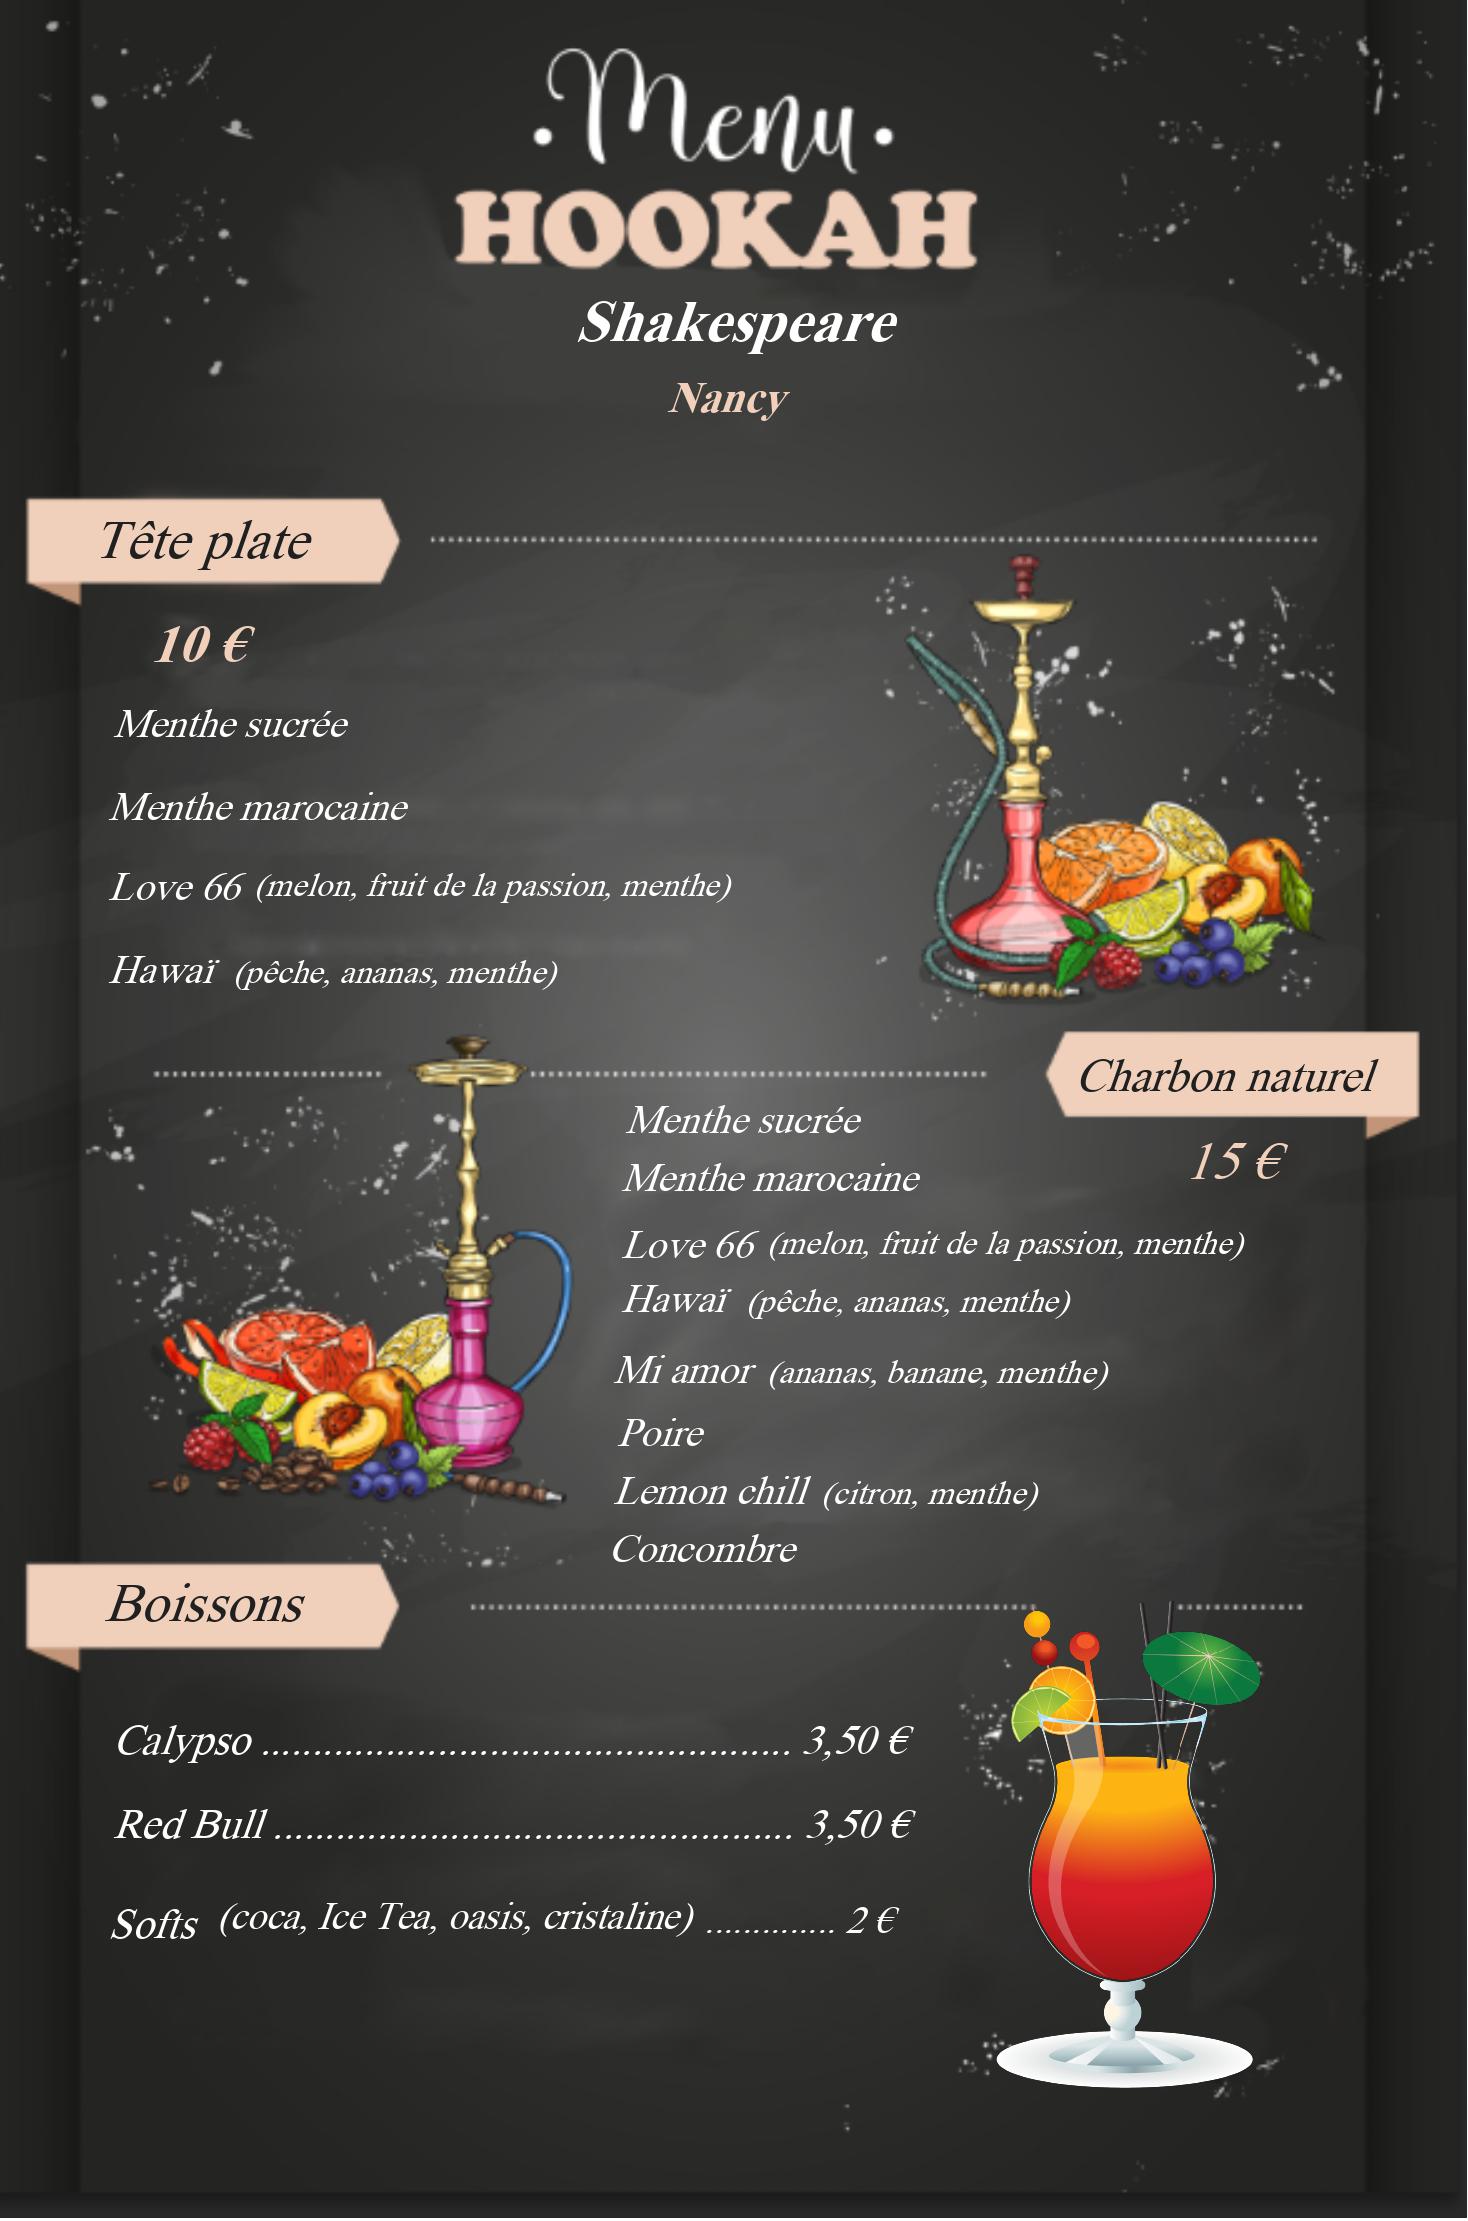 Menu
HOOKAH
Shakespeare
Nancy
Tête plate
10 €
Menthe sucrée
Menthe marocaine
Love 66 (melon, fruit de la passion, menthe)
Hawaï (pêche, ananas, menthe)
Charbon naturel
15 €
Menthe sucrée
Menthe marocaine
Love 66 (melon, fruit de la passion, menthe)
Hawaï (pêche, ananas, menthe)
Mi amor (ananas, banane, menthe)
Poire
Lemon chill (citron, menthe)
Concombre
Boissons
Calypso ................................................... 3,50 €
Red Bull .................................................. 3,50 €
Softs (coca, Ice Tea, oasis, cristaline) ............. 2 €